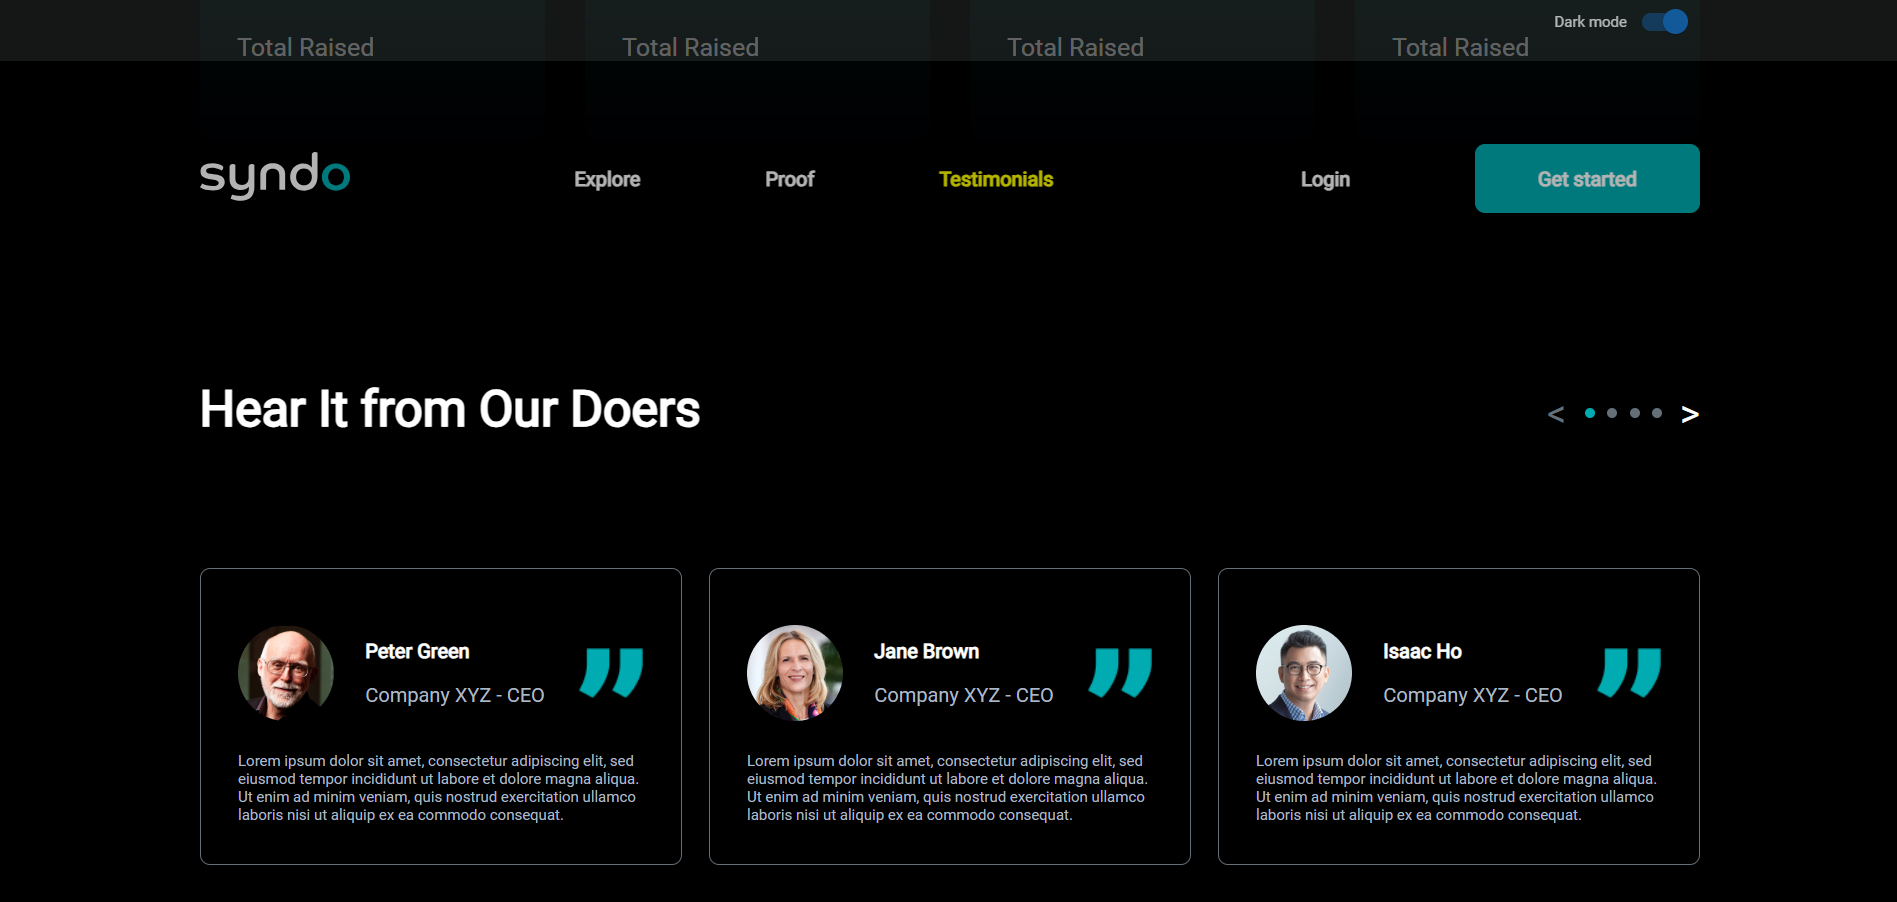 Dark mode
Total Raised Total Raised Total Raised Total Raised
syndo Explore Proof Testimonials Login Get started
Hear It from Our Doers
< >
Peter Green
Company XYZ - CEO
”
Lorem ipsum dolor sit amet, consectetur adipiscing elit, sed
eiusmod tempor incididunt ut labore et dolore magna aliqua.
Ut enim ad minim veniam, quis nostrud exercitation ullamco
laboris nisi ut aliquip ex ea commodo consequat.
Jane Brown
Company XYZ - CEO
”
Lorem ipsum dolor sit amet, consectetur adipiscing elit, sed
eiusmod tempor incididunt ut labore et dolore magna aliqua.
Ut enim ad minim veniam, quis nostrud exercitation ullamco
laboris nisi ut aliquip ex ea commodo consequat.
Isaac Ho
Company XYZ - CEO
”
Lorem ipsum dolor sit amet, consectetur adipiscing elit, sed
eiusmod tempor incididunt ut labore et dolore magna aliqua.
Ut enim ad minim veniam, quis nostrud exercitation ullamco
laboris nisi ut aliquip ex ea commodo consequat.